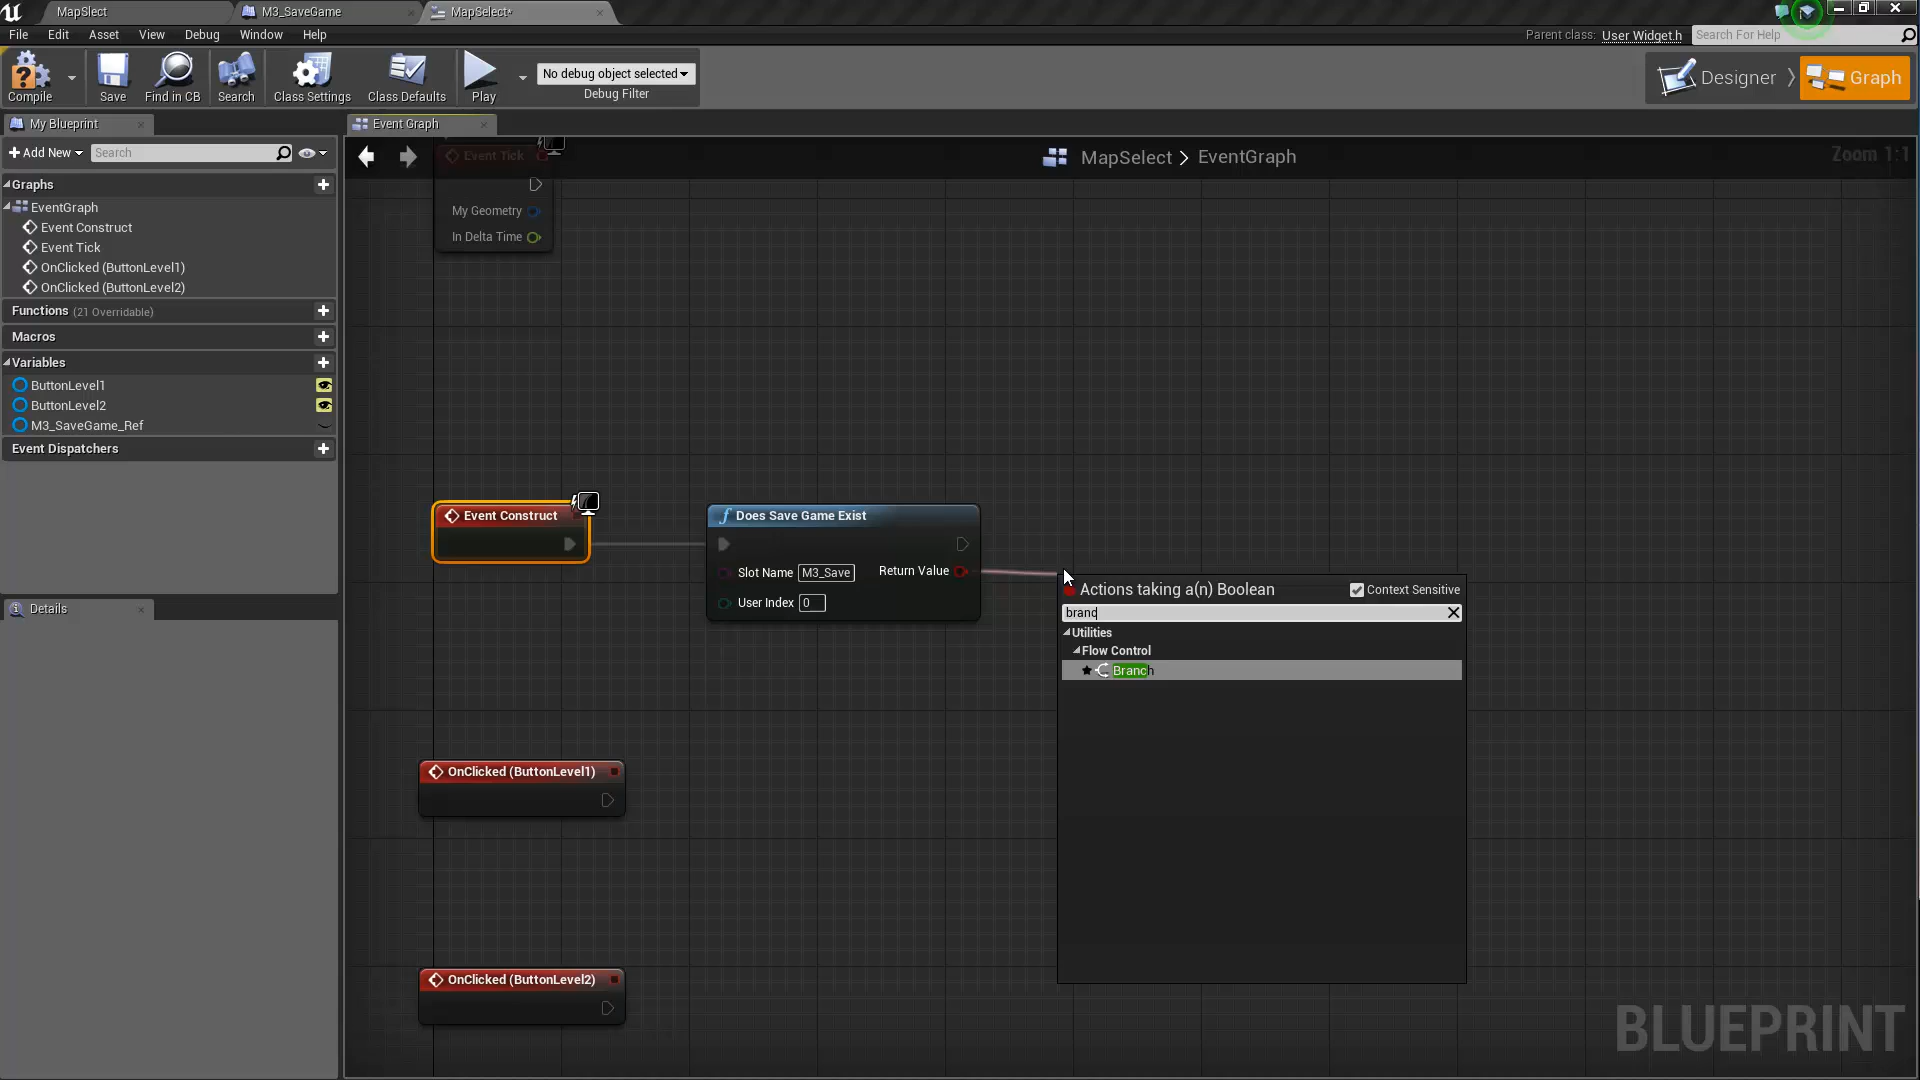 MapSlect
M3_SaveGame
MapSelect*
File Edit Asset View Debug Window Help
Parent class: User Widget.h
Search For Help
Compile
Save
Find in CB
Search
Class Settings
Class Defaults
Play
No debug object selected
Debug Filter
Designer
Graph
My Blueprint
Event Graph
Add New
Search
MapSelect > EventGraph
Zoom 1:1
Graphs
EventGraph
Event Construct
Event Tick
OnClicked (ButtonLevel1)
OnClicked (ButtonLevel2)
Functions (21 Overridable)
Macros
Variables
ButtonLevel1
ButtonLevel2
M3_SaveGame_Ref
Event Dispatchers
Details
Event Tick
My Geometry
In Delta Time
Event Construct
Does Save Game Exist
Slot Name M3_Save
Return Value
User Index 0
Actions taking a(n) Boolean
Context Sensitive
branc
Utilities
Flow Control
Branch
OnClicked (ButtonLevel1)
OnClicked (ButtonLevel2)
BLUEPRINT